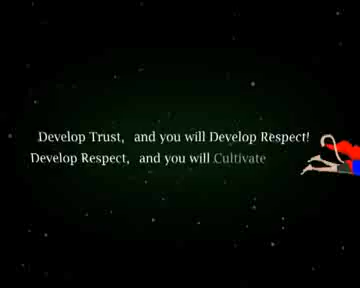 Develop Trust, and you will Develop Respect!
Develop Respect, and you will Cultivate